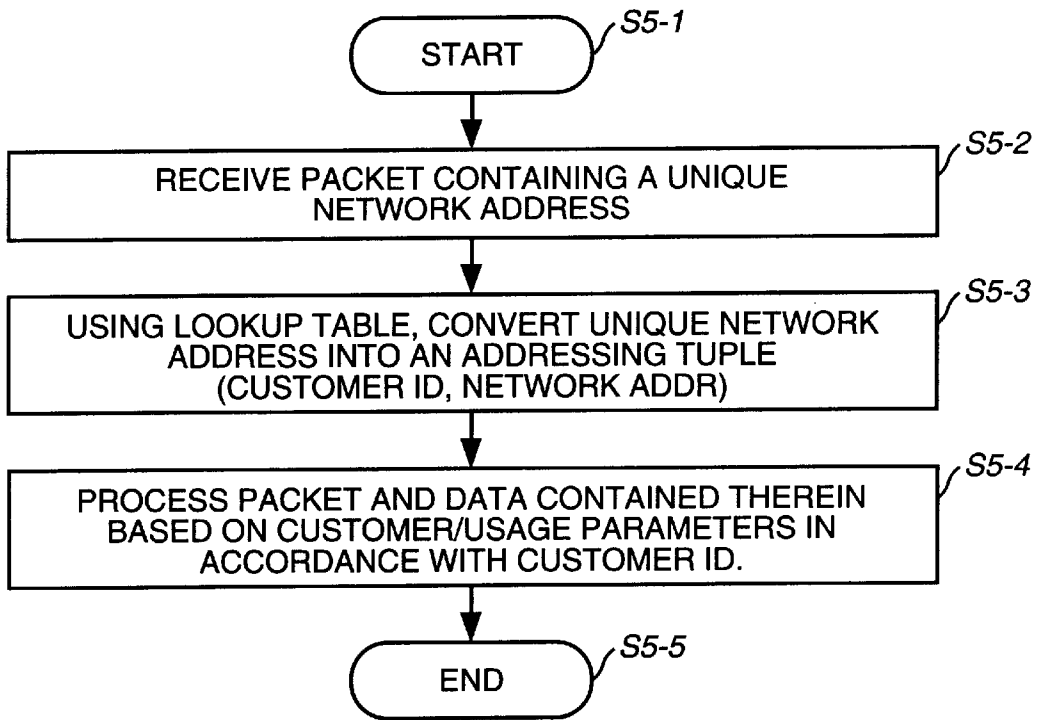 S5-1
START
S5-2
RECEIVE PACKET CONTAINING A UNIQUE
NETWORK ADDRESS
S5-3
USING LOOKUP TABLE, CONVERT UNIQUE NETWORK
ADDRESS INTO AN ADDRESSING TUPLE
(CUSTOMER ID, NETWORK ADDR)
S5-4
PROCESS PACKET AND DATA CONTAINED THEREIN
BASED ON CUSTOMER/USAGE PARAMETERS IN
ACCORDANCE WITH CUSTOMER ID.
S5-5
END